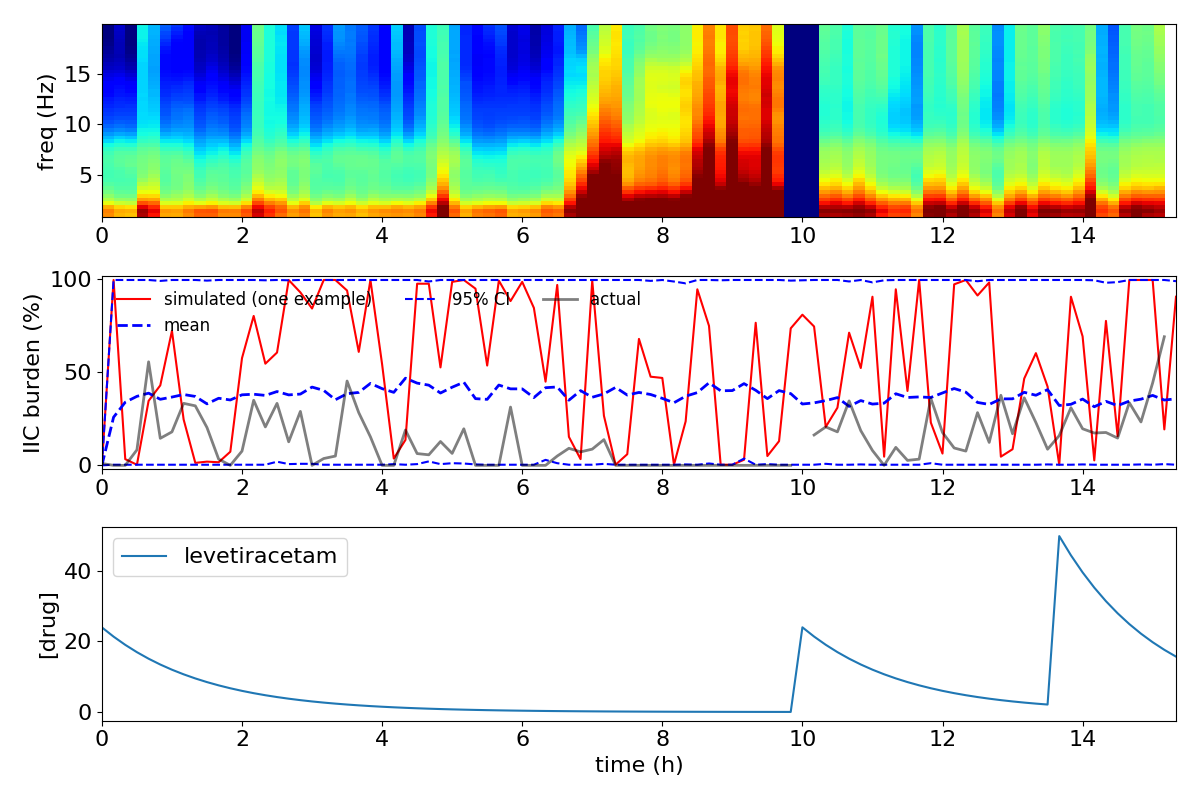 15
10
5
freq (Hz)
0 2 4 6 8 10 12 14
100
50
0
IIC burden (%)
simulated (one example) 95% CI actual
mean
0 2 4 6 8 10 12 14
40
20
0
[drug]
levetiracetam
0 2 4 6 8 10 12 14
time (h)